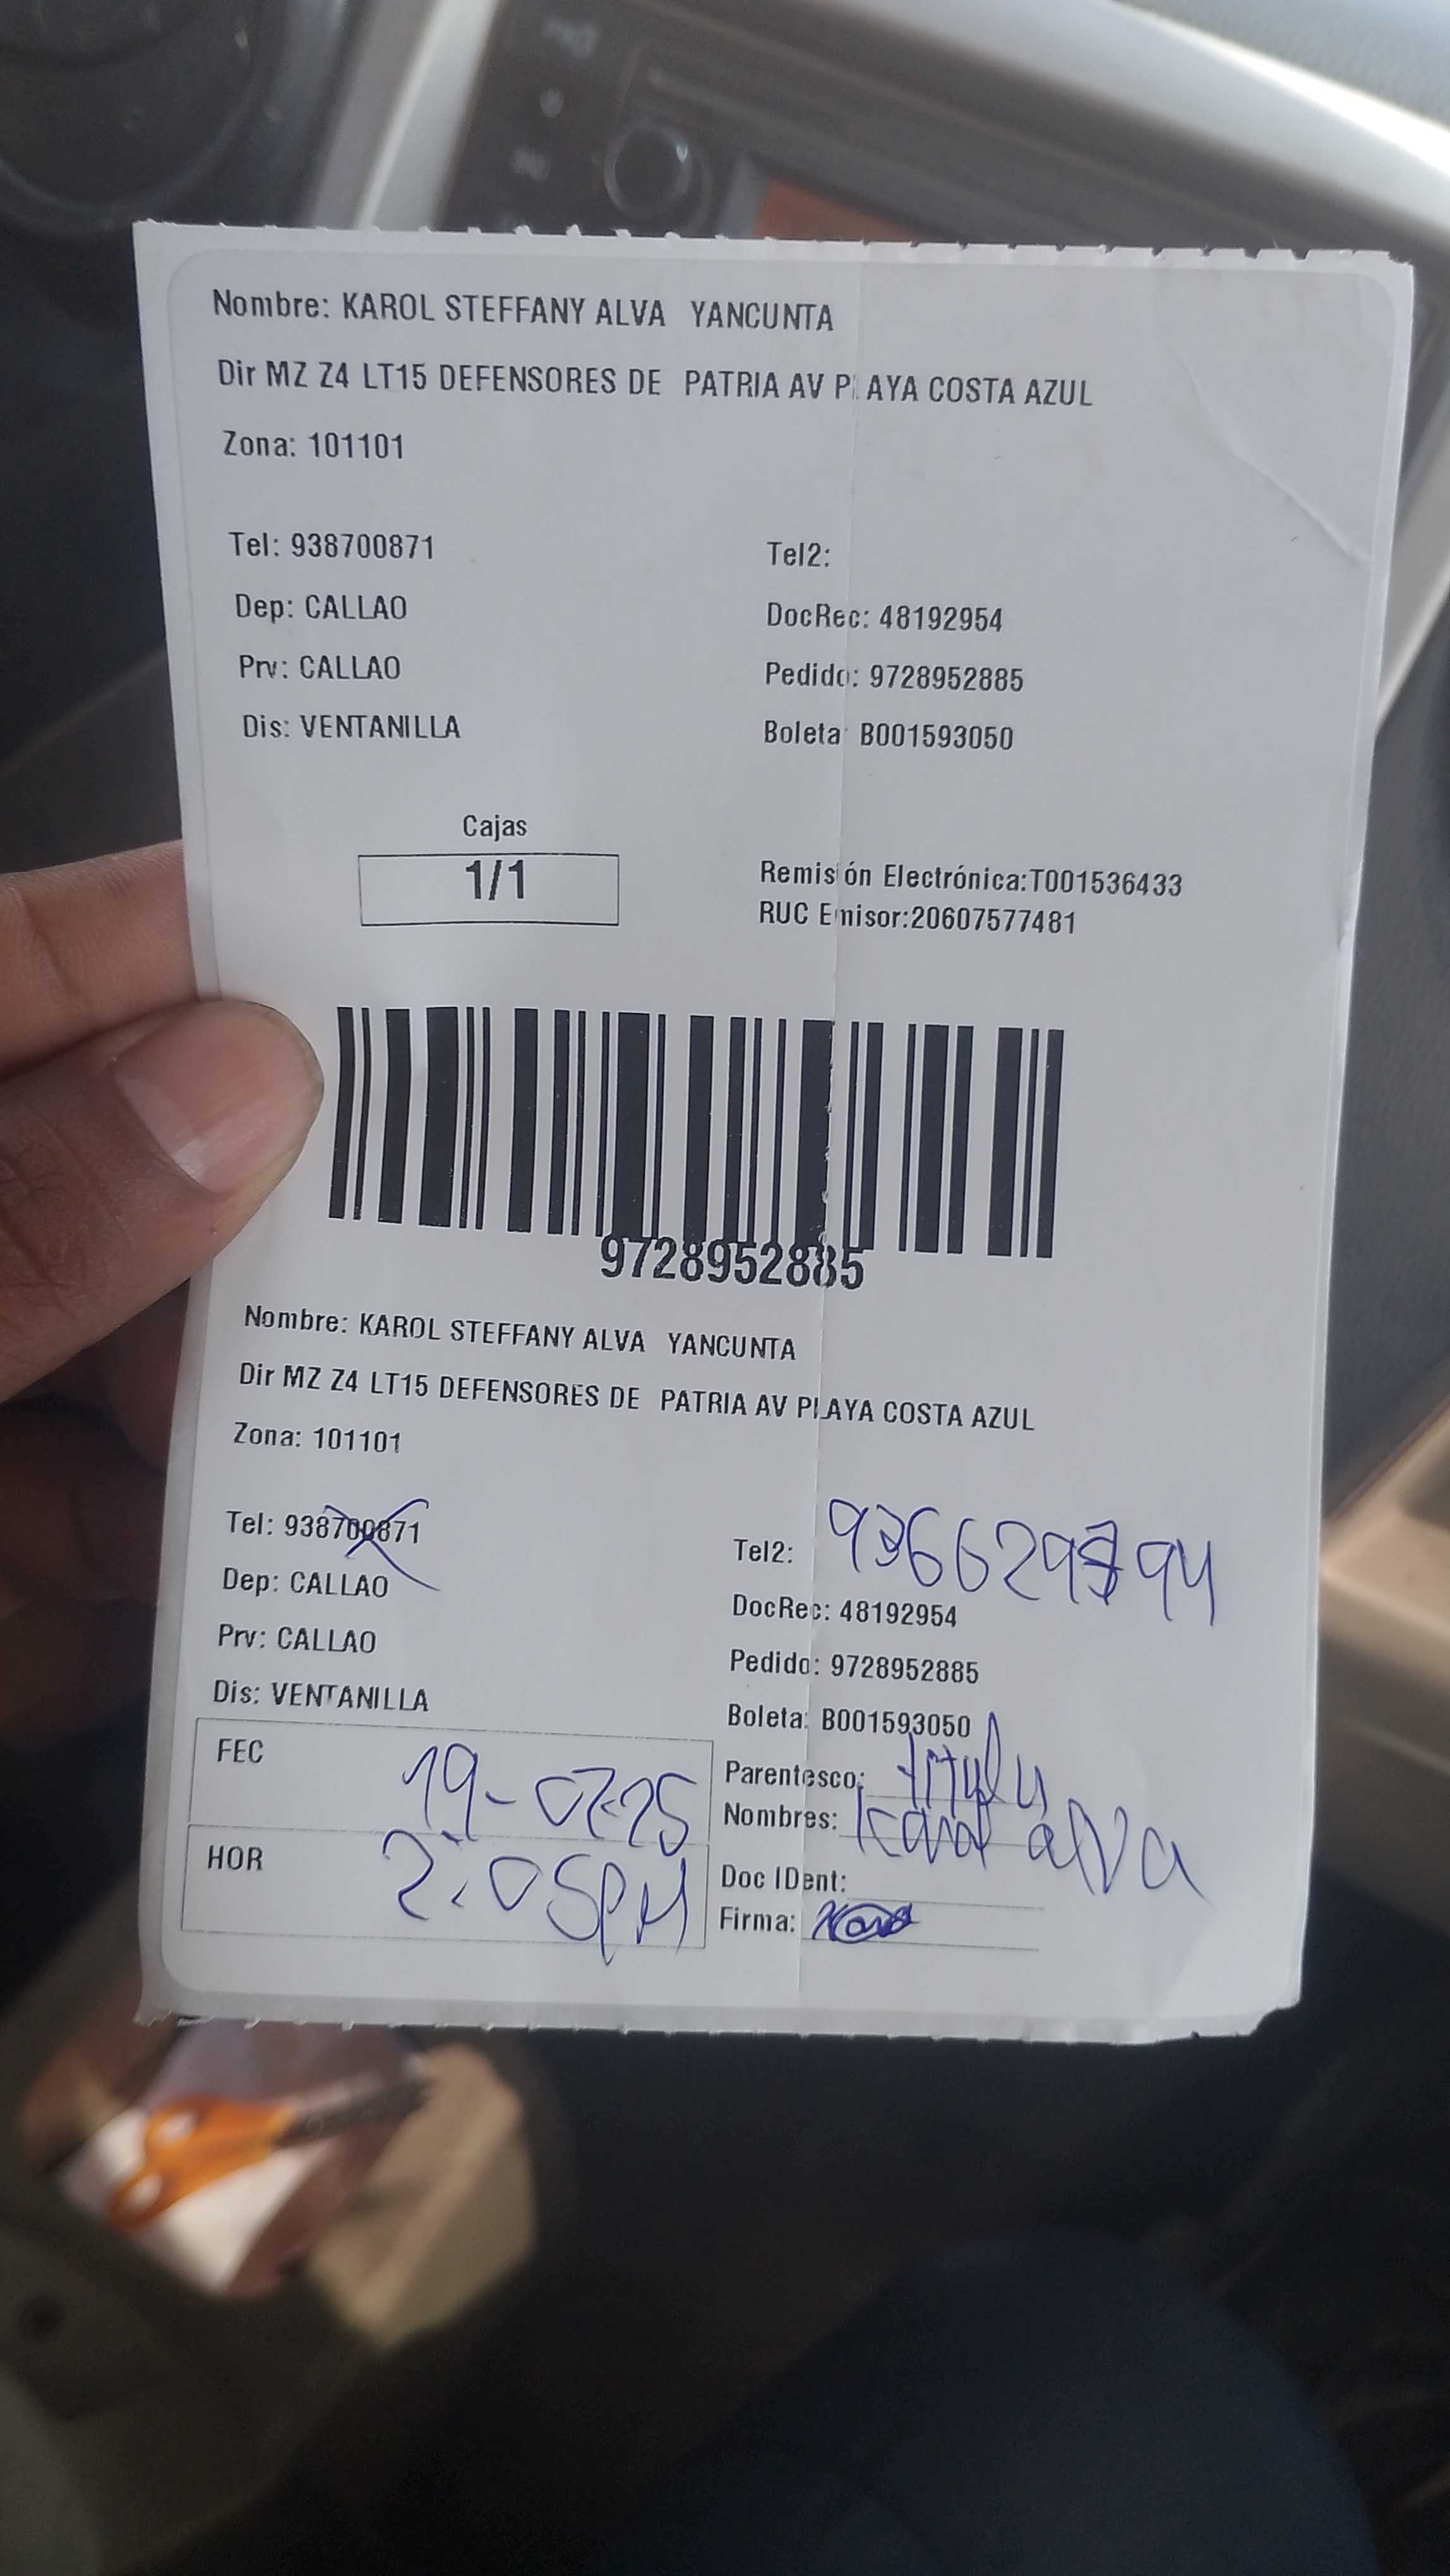 Nombre: KAROL STEFFANY ALVA YANCUNTA
Dir MZ Z4 LT15 DEFENSORES DE PATRIA AV PLAYA COSTA AZUL
Zona: 101101
Tel: 938700871
Tel2:
Dep: CALLAO
DocRec: 48192954
Prv: CALLAO
Pedido: 9728952885
Dis: VENTANILLA
Boleta: B001593050
Cajas
1/1
Remisión Electrónica:T001536433
RUC Emisor:20607577481
9728952885
Nombre: KAROL STEFFANY ALVA YANCUNTA
Dir MZ Z4 LT15 DEFENSORES DE PATRIA AV PLAYA COSTA AZUL
Zona: 101101
Tel: 938700871
Tel2:
Dep: CALLAO
DocRec: 48192954
Prv: CALLAO
Pedido: 9728952885
Dis: VENTANILLA
Boleta: B001593050
FEC 19-07-25
Parentesco:
Nombres: Karol alva
HOR 2:05PM
Doc IDent:
Firma: